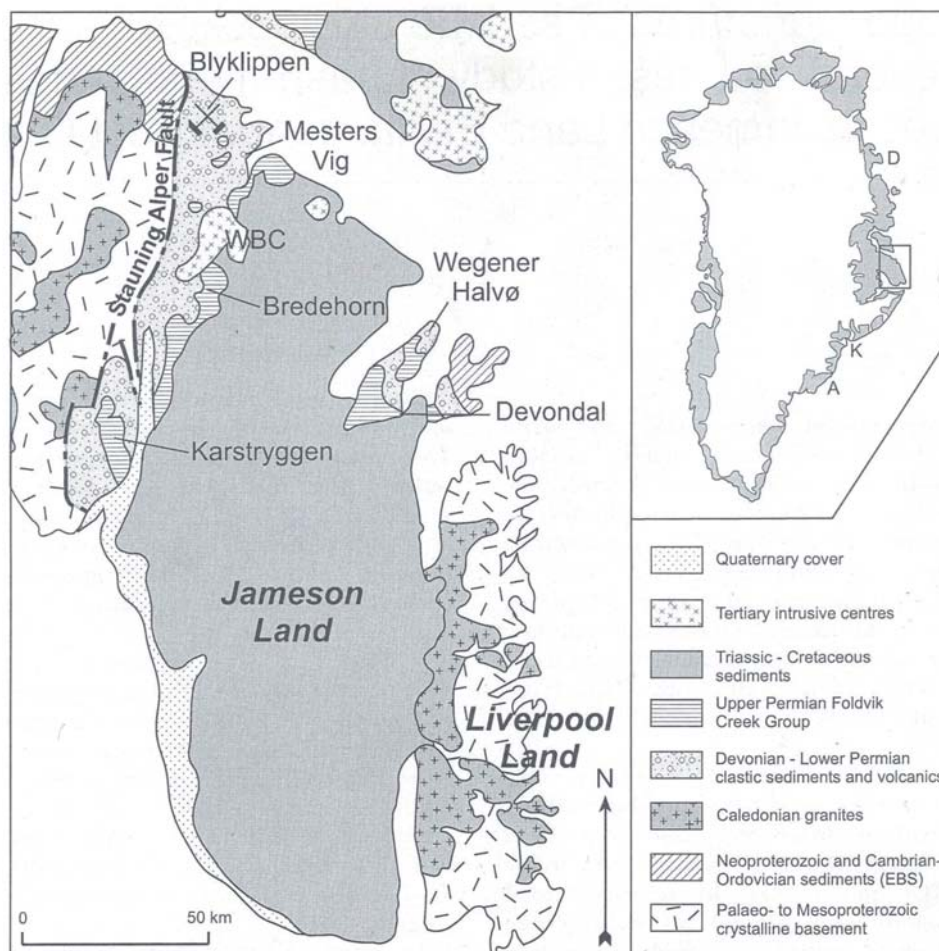 Blyklippen
Mesters
Vig
Stauning Alper Fault
WBC
Wegener
Halvø
Bredehorn
Devondal
Karstryggen
Jameson
Land
Liverpool
Land
N
0 50 km
D
K
A
Quaternary cover
Tertiary intrusive centres
Triassic - Cretaceous
sediments
Upper Permian Foldvik
Creek Group
Devonian - Lower Permian
clastic sediments and volcanics
Caledonian granites
Neoproterozoic and Cambrian-
Ordovician sediments (EBS)
Palaeo- to Mesoproterozoic
crystalline basement